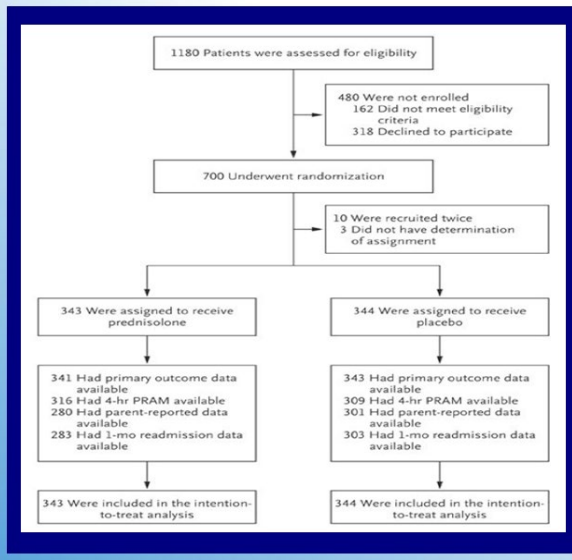 1180 Patients were assessed for eligibility
480 Were not enrolled
162 Did not meet eligibility
criteria
318 Declined to participate
700 Underwent randomization
10 Were recruited twice
3 Did not have determination
of assignment
343 Were assigned to receive
prednisolone
344 Were assigned to receive
placebo
341 Had primary outcome data
available
316 Had 4-hr PRAM available
280 Had parent-reported data
available
283 Had 1-mo readmission data
available
343 Had primary outcome data
available
309 Had 4-hr PRAM available
301 Had parent-reported data
available
303 Had 1-mo readmission data
available
343 Were included in the intention-
to-treat analysis
344 Were included in the intention-
to-treat analysis